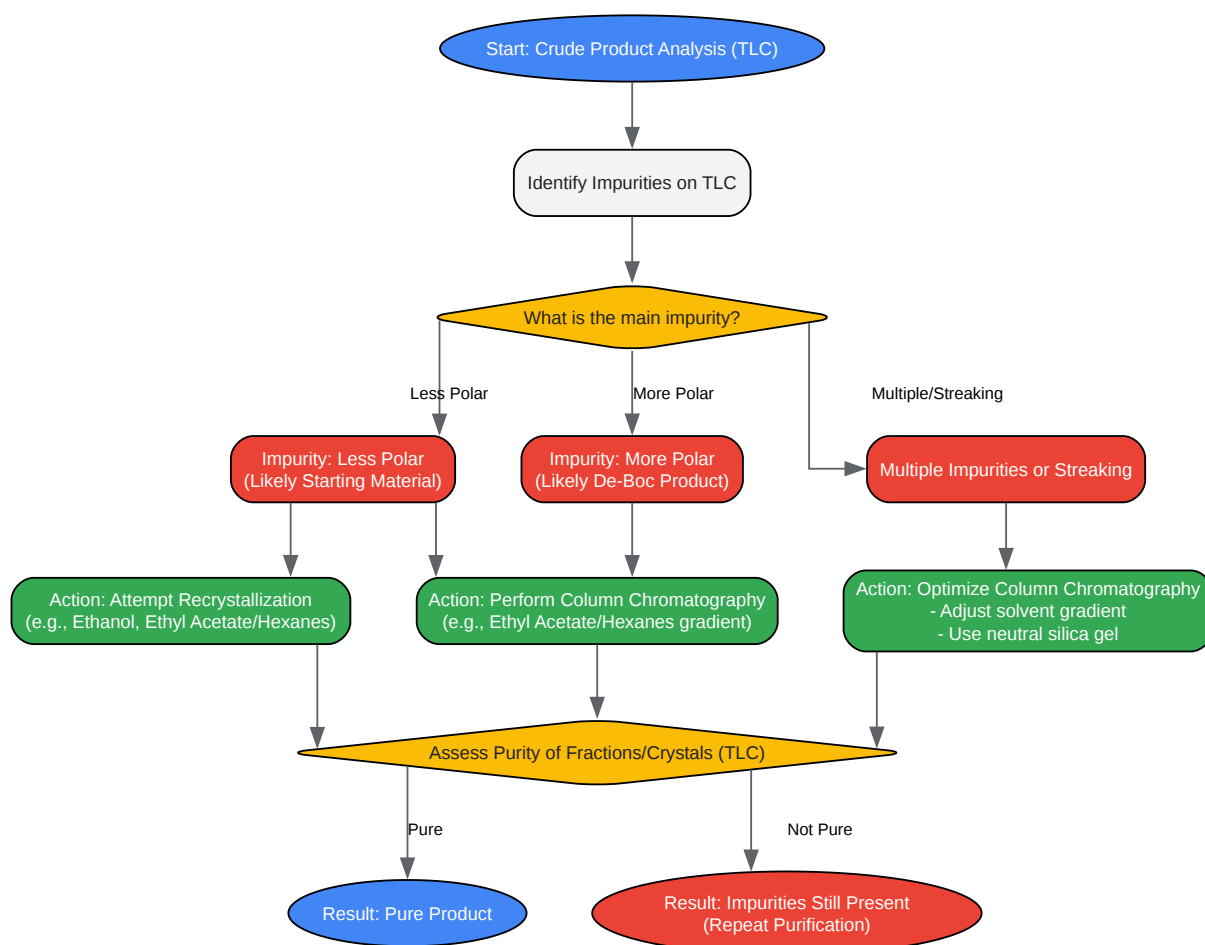 Start: Crude Product Analysis (TLC)
Identify Impurities on TLC
What is the main impurity?
Less Polar
More Polar
Multiple/Streaking
Impurity: Less Polar
(Likely Starting Material)
Impurity: More Polar
(Likely De-Boc Product)
Multiple Impurities or Streaking
Action: Attempt Recrystallization
(e.g., Ethanol, Ethyl Acetate/Hexanes)
Action: Perform Column Chromatography
(e.g., Ethyl Acetate/Hexanes gradient)
Action: Optimize Column Chromatography
- Adjust solvent gradient
- Use neutral silica gel
Assess Purity of Fractions/Crystals (TLC)
Pure
Not Pure
Result: Pure Product
Result: Impurities Still Present
(Repeat Purification)